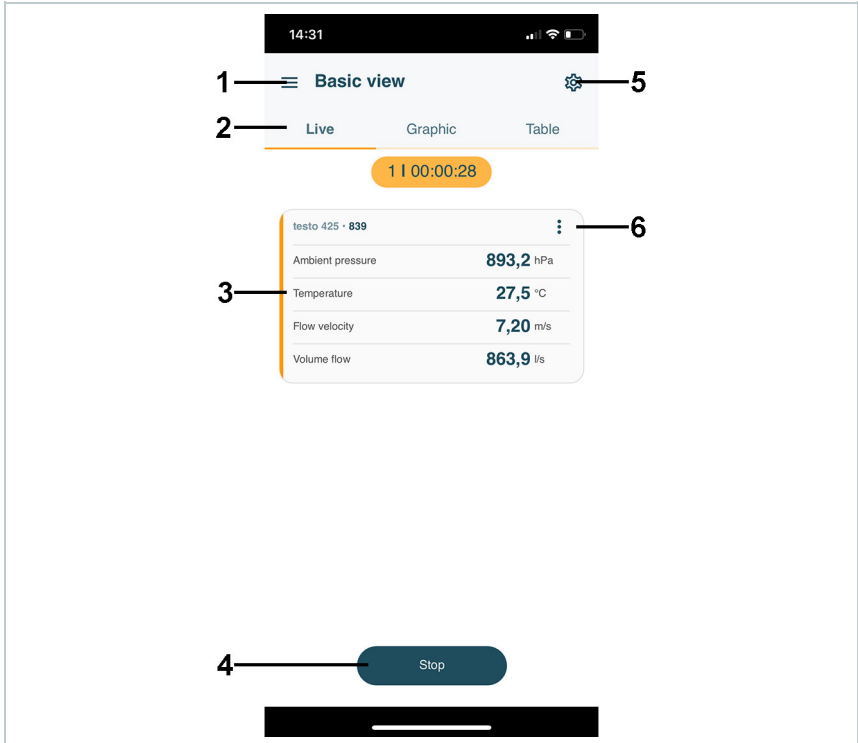 14:31
1 Basic view 5
2 Live Graphic Table
1 I 00:00:28
testo 425 · 839 6
Ambient pressure 893,2 hPa
3 Temperature 27,5 °C
Flow velocity 7,20 m/s
Volume flow 863,9 l/s
4 Stop